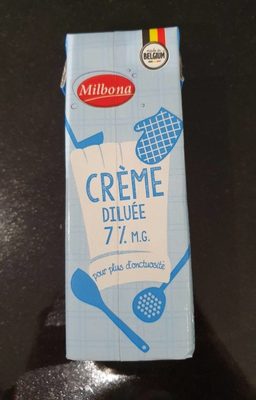 BELGIUM
Milbona
CRÈME
DILUÉE
7% M.G.
pour plus d'onctuosité